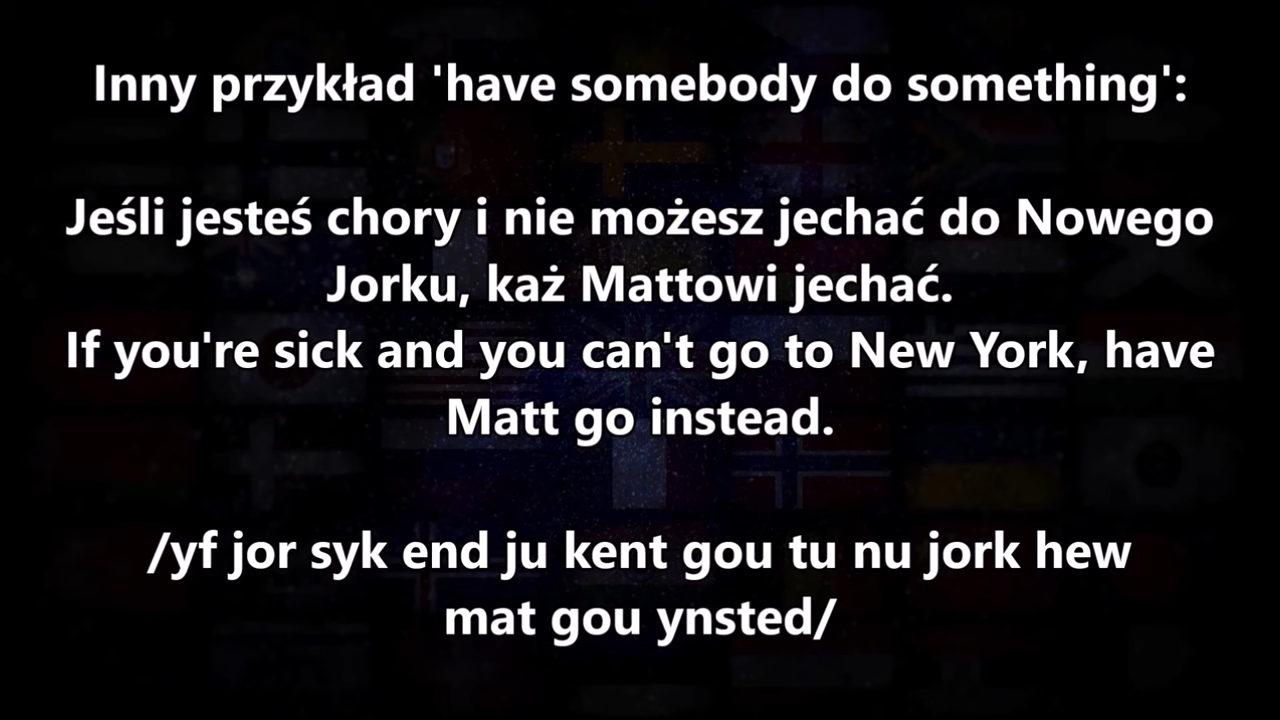 Inny przykład 'have somebody do something':
Jeśli jesteś chory i nie możesz jechać do Nowego
Jorku, każ Mattowi jechać.
If you're sick and you can't go to New York, have
Matt go instead.
/yf jor syk end ju kent gou tu nu jork hew
mat gou ynsted/